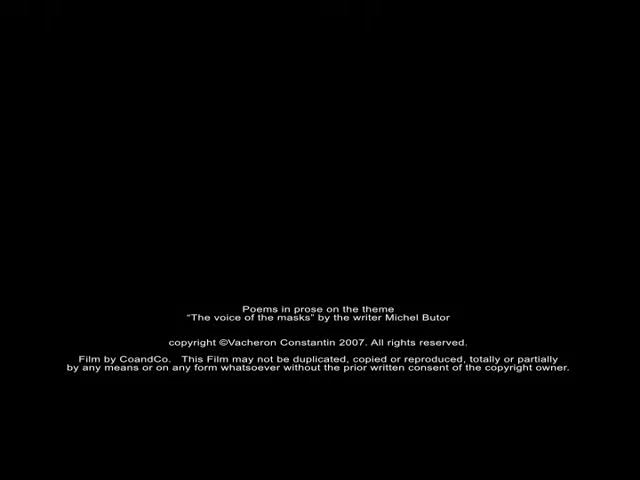 Poems in prose on the theme
“The voice of the masks” by the writer Michel Butor
copyright ©Vacheron Constantin 2007. All rights reserved.
Film by CoandCo. This Film may not be duplicated, copied or reproduced, totally or partially
by any means or on any form whatsoever without the prior written consent of the copyright owner.